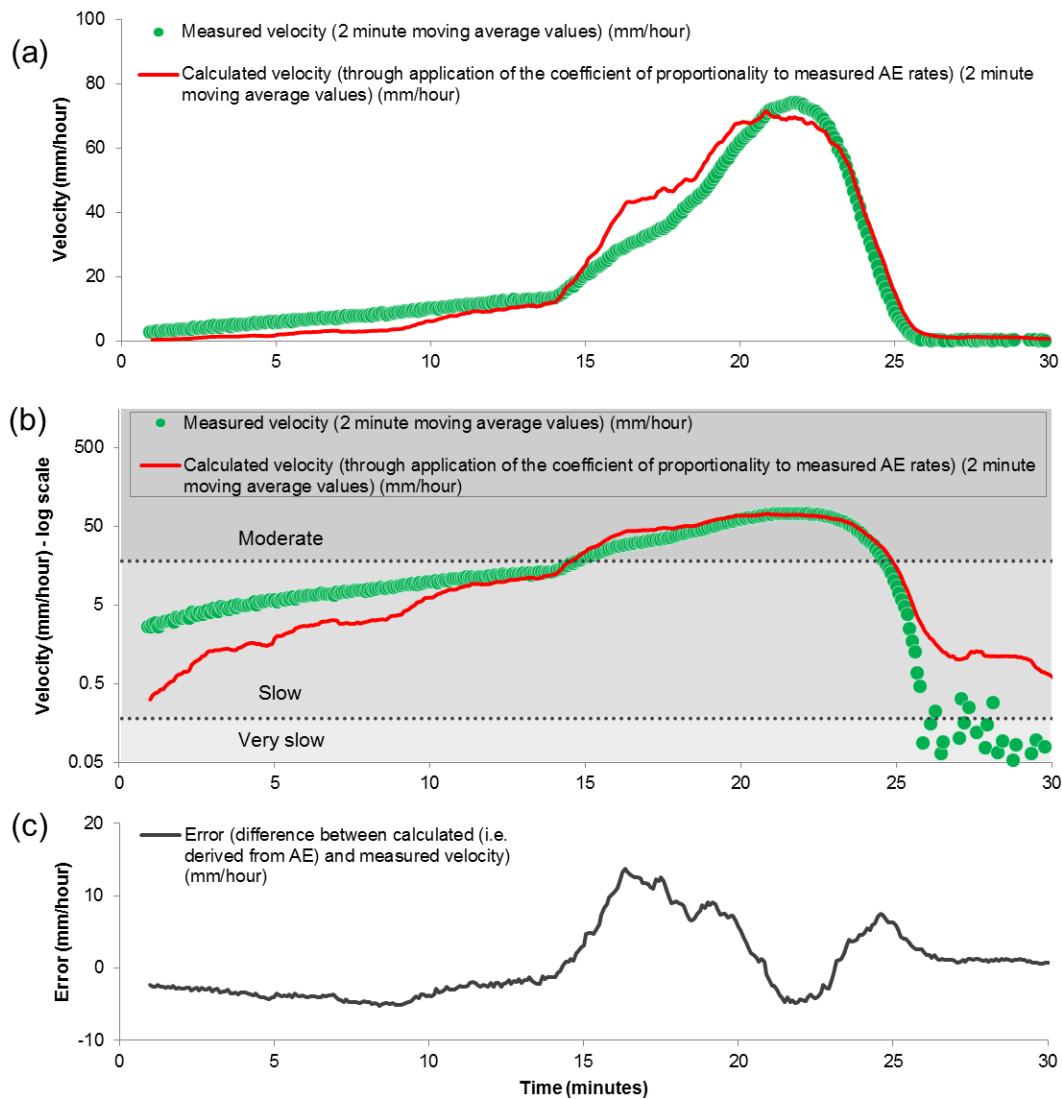 (a)
100
80
60
40
20
0
Velocity (mm/hour)
Measured velocity (2 minute moving average values) (mm/hour)
Calculated velocity (through application of the coefficient of proportionality to measured AE rates) (2 minute
moving average values) (mm/hour)
0 5 10 15 20 25 30
(b)
500
50
5
0.5
0.05
Velocity (mm/hour) - log scale
Measured velocity (2 minute moving average values) (mm/hour)
Calculated velocity (through application of the coefficient of proportionality to measured AE rates) (2 minute
moving average values) (mm/hour)
Moderate
Slow
Very slow
0 5 10 15 20 25 30
(c)
20
10
0
-10
Error (mm/hour)
Error (difference between calculated (i.e.
derived from AE) and measured velocity)
(mm/hour)
0 5 10 15 20 25 30
Time (minutes)